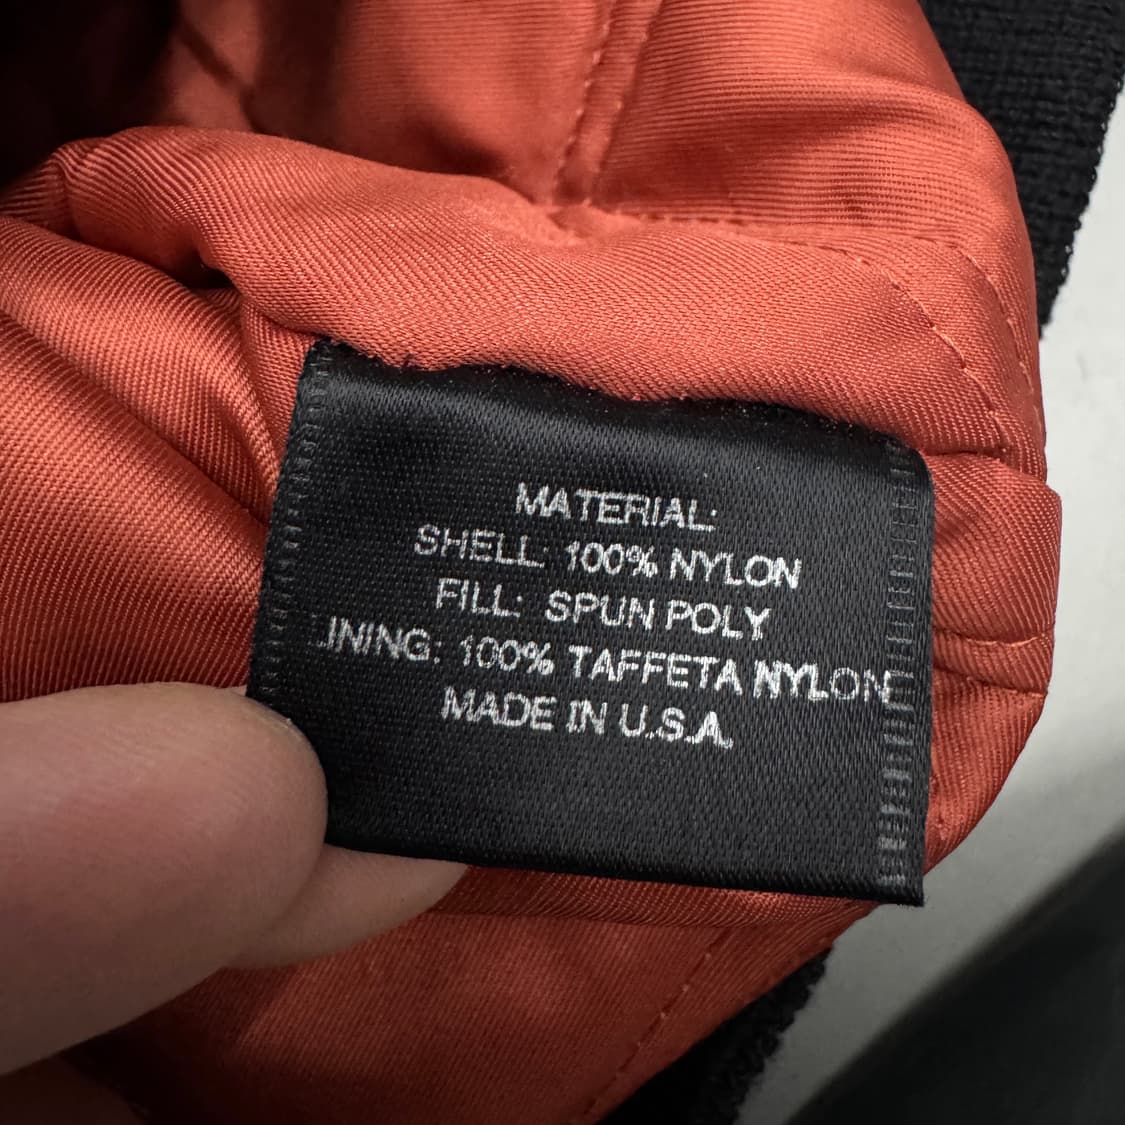 MATERIAL:
SHELL: 100% NYLON
FILL: SPUN POLY
LINING: 100% TAFFETA NYLON
MADE IN U.S.A.